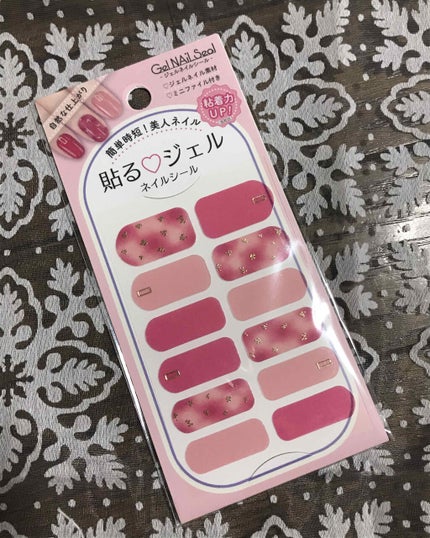 Gel NAil Seal
-ジェルネイルシール-
♡ジェルネイル素材
♡ミニファイル付き
自然な仕上がり
粘着力
UP!
簡単時短!美人ネイル
貼る♡ジェル
ネイルシール